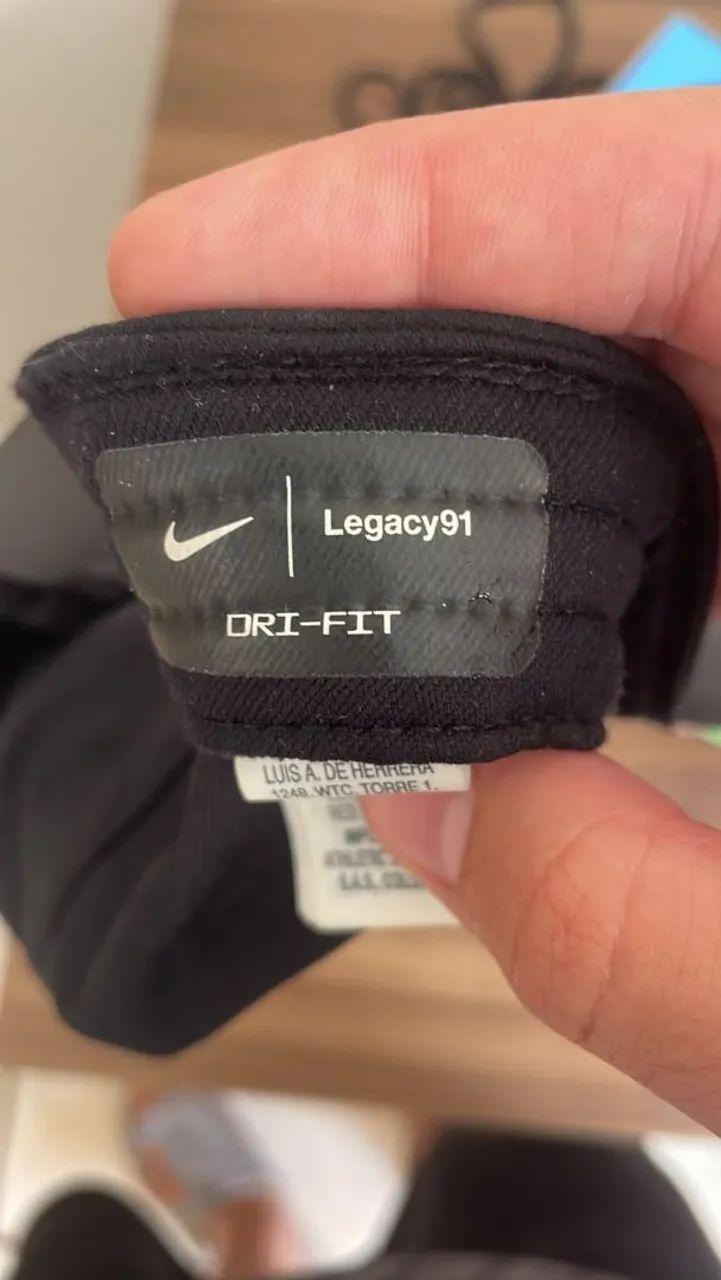 Legacy91
DRI-FIT
LUIS A. DE HERRERA
1248. WTC. TORRE 1.